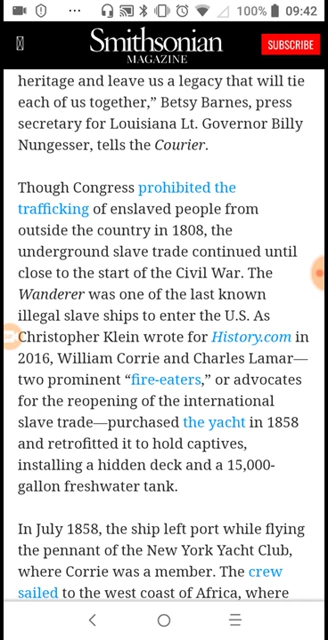 100% 09:42
Smithsonian
MAGAZINE
SUBSCRIBE
heritage and leave us a legacy that will tie
each of us together,” Betsy Barnes, press
secretary for Louisiana Lt. Governor Billy
Nungesser, tells the Courier.
Though Congress prohibited the
trafficking of enslaved people from
outside the country in 1808, the
underground slave trade continued until
close to the start of the Civil War. The
Wanderer was one of the last known
illegal slave ships to enter the U.S. As
Christopher Klein wrote for History.com in
2016, William Corrie and Charles Lamar—
two prominent “fire-eaters,” or advocates
for the reopening of the international
slave trade—purchased the yacht in 1858
and retrofitted it to hold captives,
installing a hidden deck and a 15,000-
gallon freshwater tank.
In July 1858, the ship left port while flying
the pennant of the New York Yacht Club,
where Corrie was a member. The crew
sailed to the west coast of Africa, where